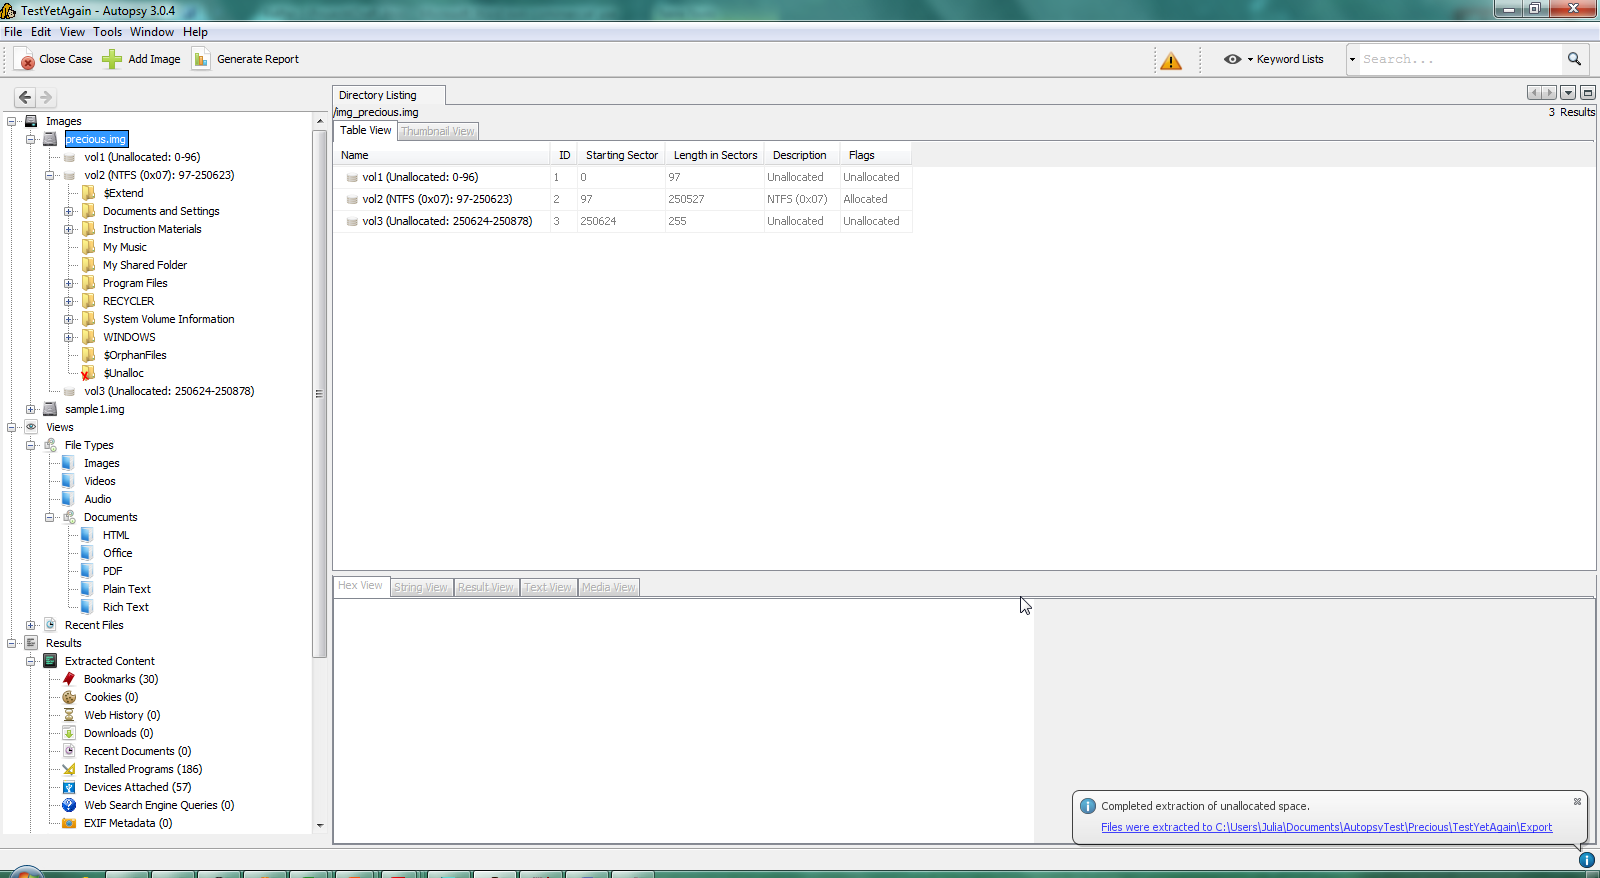 TestYetAgain - Autopsy 3.0.4
File Edit View Tools Window Help
Close Case Add Image Generate Report Keyword Lists Search...
Images
precious.img
vol1 (Unallocated: 0-96)
vol2 (NTFS (0x07): 97-250623)
$Extend
Documents and Settings
Instruction Materials
My Music
My Shared Folder
Program Files
RECYCLER
System Volume Information
WINDOWS
$OrphanFiles
$Unalloc
vol3 (Unallocated: 250624-250878)
sample1.img
Views
File Types
Images
Videos
Audio
Documents
HTML
Office
PDF
Plain Text
Rich Text
Recent Files
Results
Extracted Content
Bookmarks (30)
Cookies (0)
Web History (0)
Downloads (0)
Recent Documents (0)
Installed Programs (186)
Devices Attached (57)
Web Search Engine Queries (0)
EXIF Metadata (0)
Directory Listing
/img_precious.img 3 Results
Table View Thumbnail View
Name ID Starting Sector Length in Sectors Description Flags
vol1 (Unallocated: 0-96) 1 0 97 Unallocated Unallocated
vol2 (NTFS (0x07): 97-250623) 2 97 250527 NTFS (0x07) Allocated
vol3 (Unallocated: 250624-250878) 3 250624 255 Unallocated Unallocated
Hex View String View Result View Text View Media View
Completed extraction of unallocated space.
Files were extracted to C:\Users\Julia\Documents\AutopsyTest\Precious\TestYetAgain\Export